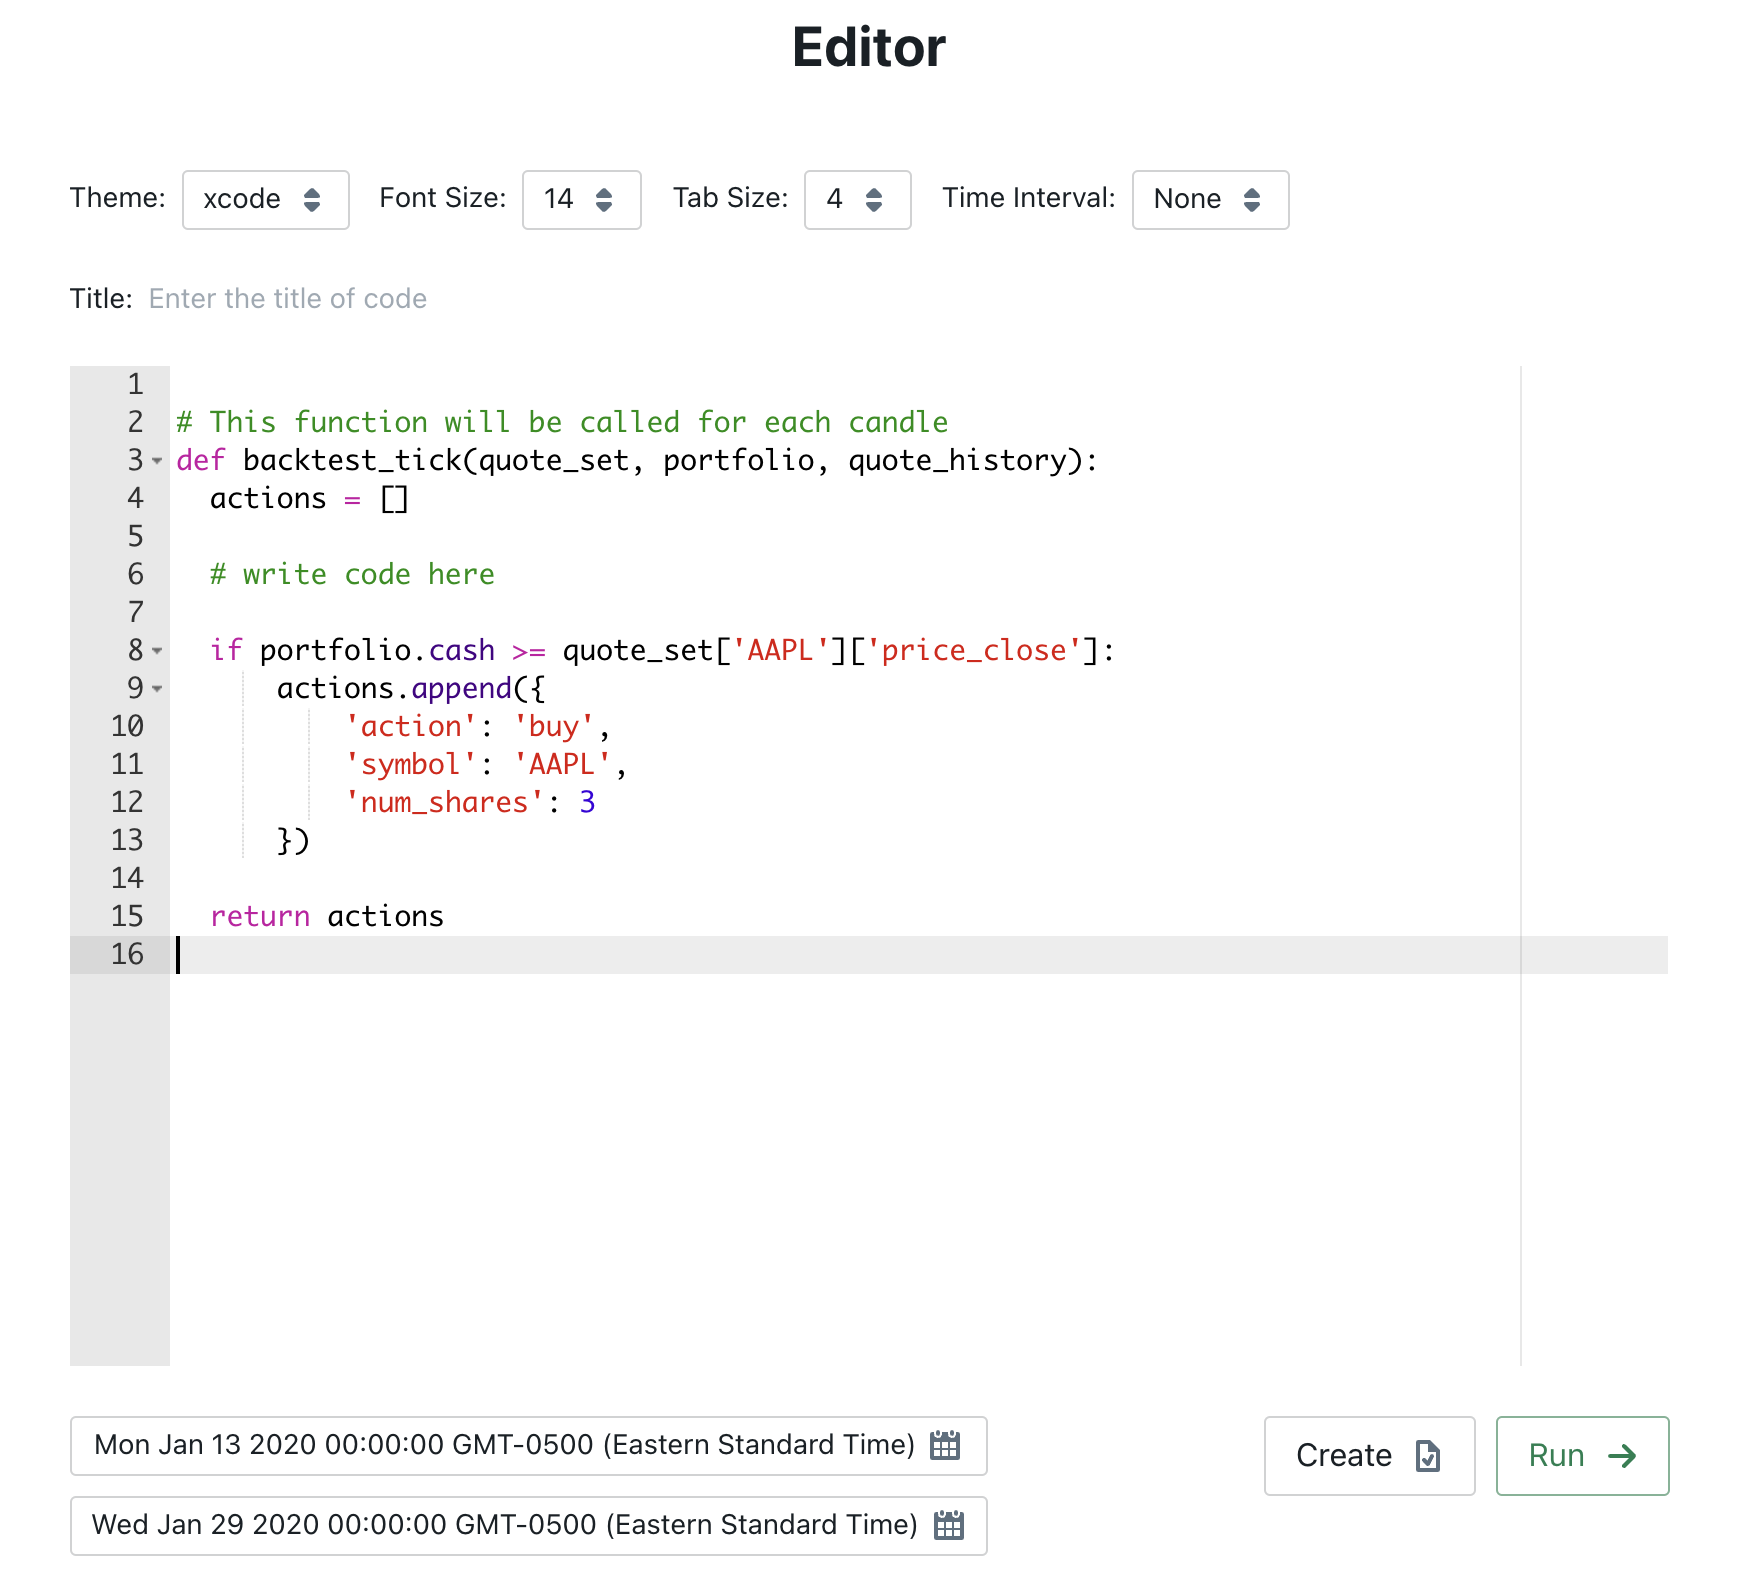 Editor
Theme: xcode Font Size: 14 Tab Size: 4 Time Interval: None
Title: Enter the title of code
1
2 # This function will be called for each candle
3 def backtest_tick(quote_set, portfolio, quote_history):
4   actions = []
5
6   # write code here
7
8   if portfolio.cash >= quote_set['AAPL']['price_close']:
9       actions.append({
10           'action': 'buy',
11           'symbol': 'AAPL',
12           'num_shares': 3
13       })
14
15   return actions
16
Mon Jan 13 2020 00:00:00 GMT-0500 (Eastern Standard Time)
Create Run
Wed Jan 29 2020 00:00:00 GMT-0500 (Eastern Standard Time)